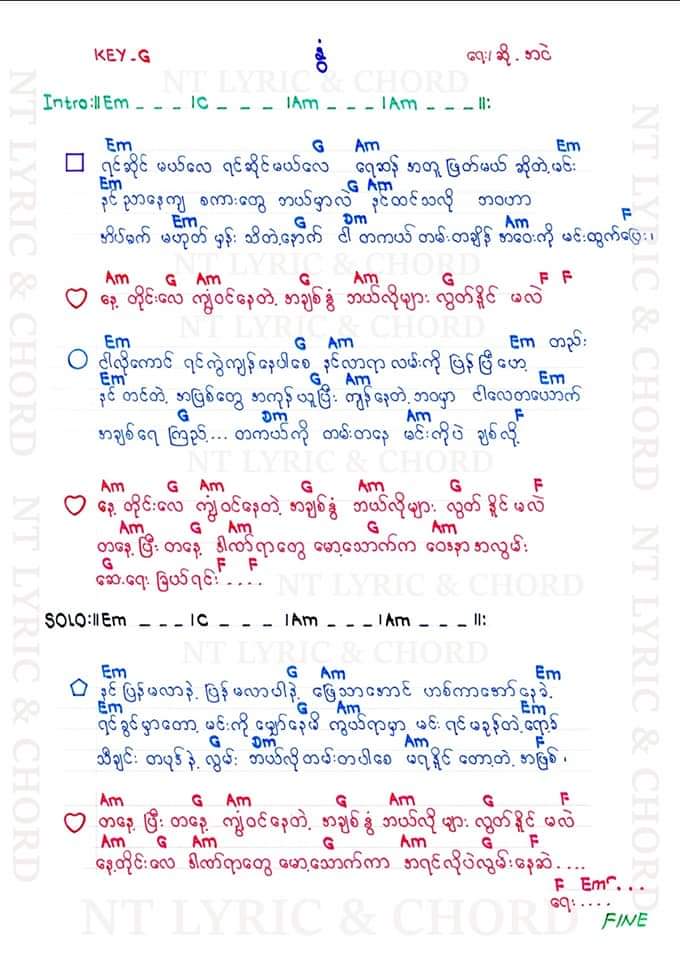 KEY-G နွံ ရေး/ဆို - အငဲ
Intro:||Em _ _ _ |C _ _ _ |Am _ _ _ |Am _ _ _ ||:
Em G Am Em
ရင်ဆိုင် မယ်လေ ရင်ဆိုင်မယ်လေ ရေဆန် အတူ ဖြတ်မယ် ဆိုတဲ့ မင်း
Em G Am
နင် ညာနေကျ စကားတွေ ဘယ်မှာလဲ နင်ထင်သလို ဘဝဟာ
Em G Dm Am F
အိပ်မက် မဟုတ် မှန်း သိတဲ့နောက် ငါ တကယ် တမ်းတချိန် အဝေးကို မင်းထွက်ပြေး၊
Am G Am G Am G F F
နေ့ တိုင်းလေ ကျွံဝင်နေတဲ့ အချစ်နွံ ဘယ်လိုများ လွတ်နိူင် မလဲ
Em G Am Em တည်း
ငါလိုကောင် ရင်ကွဲကျန်နေပါစေ နင်လာရာ လမ်းကို ပြန်ပြီ ပေါ့
Em G Am Em
နင် တင်တဲ့ အဖြစ်တွေ အကုန်ယူပြီး ကျန်နေတဲ့ ဘဝမှာ ငါလေတယောက်
G Dm Am F
အချစ်ရေ ကြည့်... တကယ်ကို တမ်းတနေ မင်းကိုပဲ ချစ်လို့
Am G Am G Am G F
နေ့ တိုင်းလေ ကျွံဝင်နေတဲ့ အချစ်နွံ ဘယ်လိုများ လွတ် နိူင် မလဲ
Am G Am G Am
တနေ့ ပြီး တနေ့ ဒါဏ်ရာတွေ မော့သောက်က ဝေဒနာ အလွမ်း
G F F
ဆေးရေး ခြယ်ရင်း ....
SOLO:||Em _ _ _ |C _ _ _ |Am _ _ _ |Am _ _ _ ||:
Em G Am Em
နင် ပြန်မလာနဲ့ ပြန်မလာပါနဲ့ ဖြေသာအောင် ဟစ်ကာအော်နေခဲ့
Em G Am Em
ရင်ခွင်မှာတော့ မင်းကို မျှော်နေမိ ကွယ်ရာမှာ မင်း ရင်မခုန်တဲ့
G Dm Am F
သီချင်း တပုဒ်နဲ့ လွမ်း ဘယ်လိုတမ်းတပါစေ မရနိူင် တော့တဲ့ အဖြစ်၊
Am G Am G Am G F
တနေ့ ပြီး တနေ့ ကျွံဝင်နေတဲ့ အချစ်နွံ ဘယ်လိုများ လွတ်နိူင် မလဲ
Am G Am G Am G F
နေ့တိုင်းလေ ဒါဏ်ရာတွေ မော့သောက်ကာ အရင်လိုပဲလွမ်းနေဆဲ ....
F Em ...
ရေး ....
FINE
NT LYRIC & CHORD